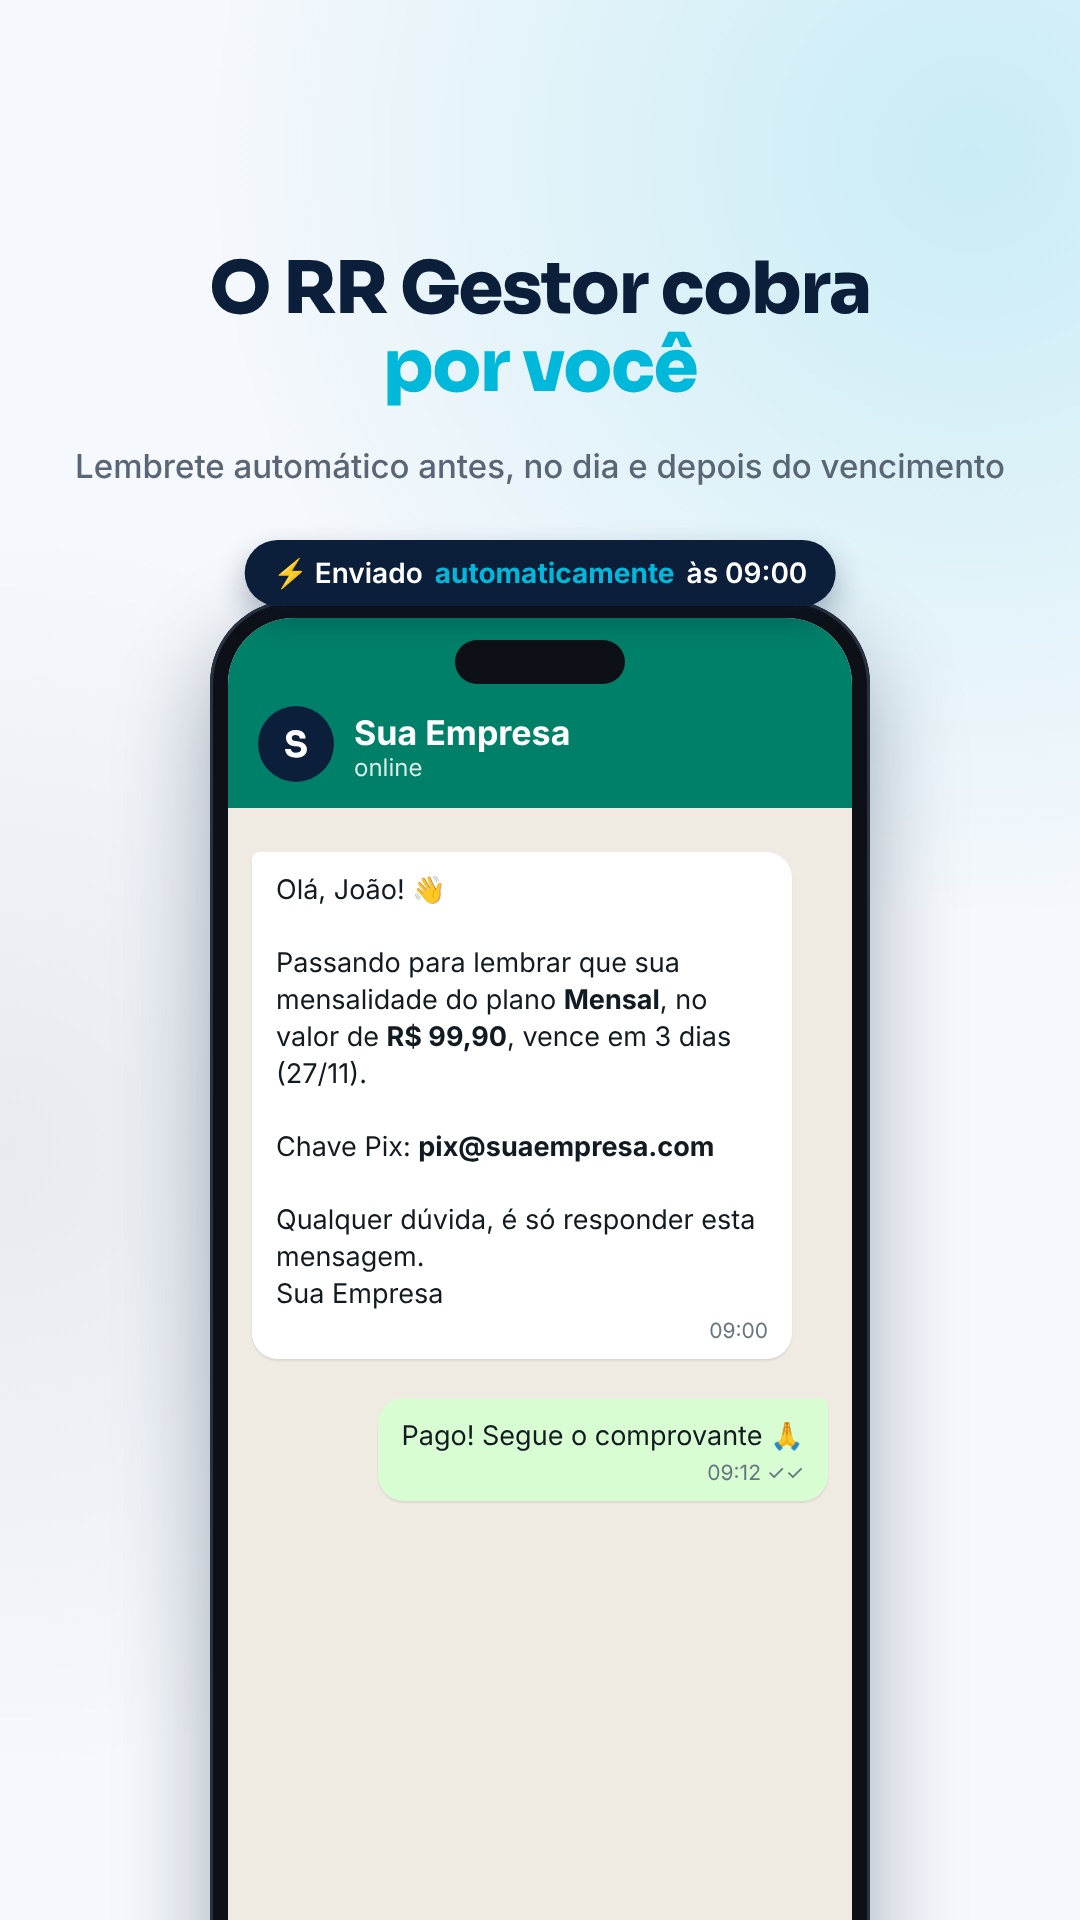 O RR Gestor cobra
por você
Lembrete automático antes, no dia e depois do vencimento
⚡ Enviado automaticamente às 09:00
S
Sua Empresa
online
Olá, João! 👋
Passando para lembrar que sua
mensalidade do plano Mensal, no
valor de R$ 99,90, vence em 3 dias
(27/11).
Chave Pix: pix@suaempresa.com
Qualquer dúvida, é só responder esta
mensagem.
Sua Empresa
09:00
Pago! Segue o comprovante 🙏
09:12 ✓✓